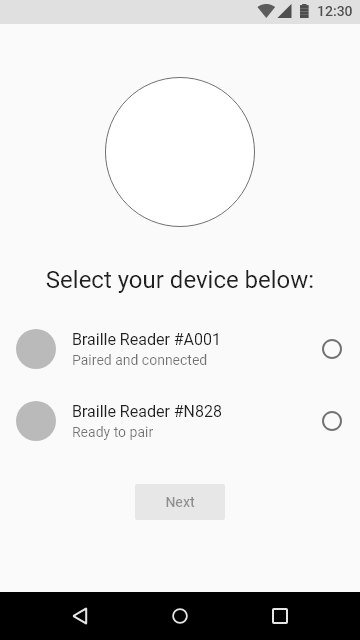 12:30
Select your device below:
Braille Reader #A001
Paired and connected
Braille Reader #N828
Ready to pair
Next